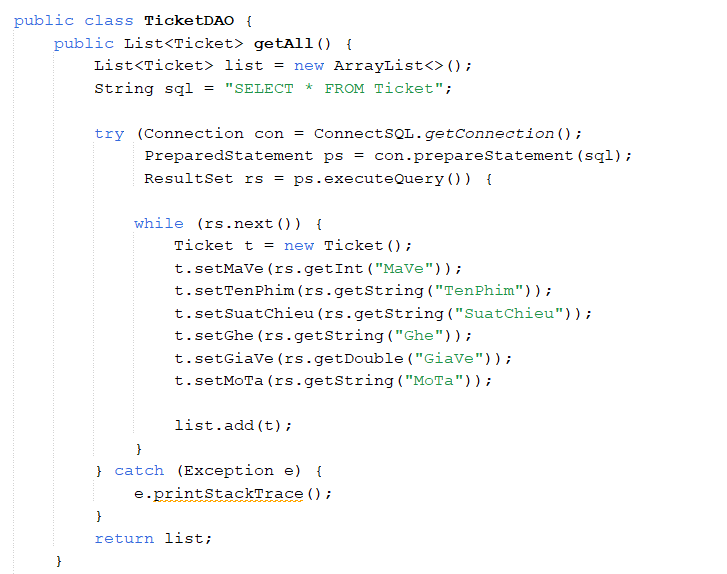 public class TicketDAO {
    public List<Ticket> getAll() {
        List<Ticket> list = new ArrayList<>();
        String sql = "SELECT * FROM Ticket";

        try (Connection con = ConnectSQL.getConnection();
             PreparedStatement ps = con.prepareStatement(sql);
             ResultSet rs = ps.executeQuery()) {

            while (rs.next()) {
                Ticket t = new Ticket();
                t.setMaVe(rs.getInt("MaVe"));
                t.setTenPhim(rs.getString("TenPhim"));
                t.setSuatChieu(rs.getString("SuatChieu"));
                t.setGhe(rs.getString("Ghe"));
                t.setGiaVe(rs.getDouble("GiaVe"));
                t.setMoTa(rs.getString("MoTa"));

                list.add(t);
            }
        } catch (Exception e) {
            e.printStackTrace();
        }
        return list;
    }